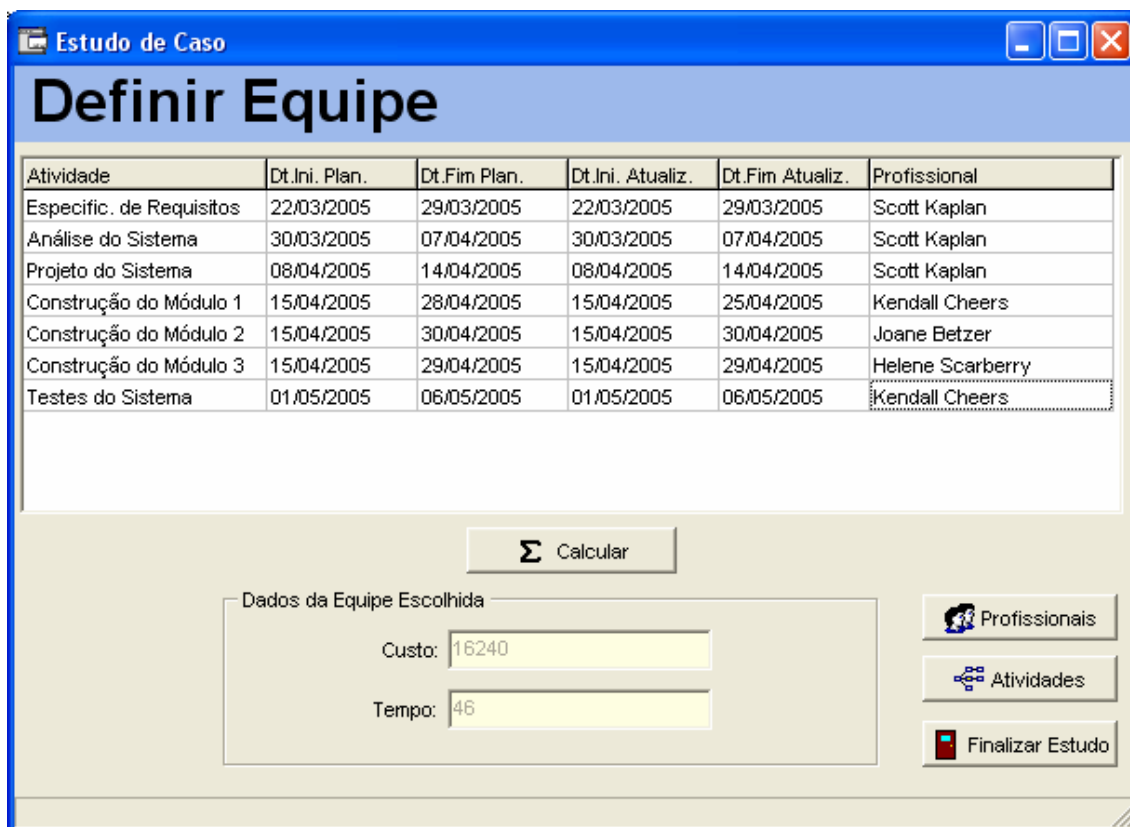 Estudo de Caso
Definir Equipe
Atividade Dt.Ini. Plan. Dt.Fim Plan. Dt.Ini. Atualiz. Dt.Fim Atualiz. Profissional
Especific. de Requisitos 22/03/2005 29/03/2005 22/03/2005 29/03/2005 Scott Kaplan
Análise do Sistema 30/03/2005 07/04/2005 30/03/2005 07/04/2005 Scott Kaplan
Projeto do Sistema 08/04/2005 14/04/2005 08/04/2005 14/04/2005 Scott Kaplan
Construção do Módulo 1 15/04/2005 28/04/2005 15/04/2005 25/04/2005 Kendall Cheers
Construção do Módulo 2 15/04/2005 30/04/2005 15/04/2005 30/04/2005 Joane Betzer
Construção do Módulo 3 15/04/2005 29/04/2005 15/04/2005 29/04/2005 Helene Scarberry
Testes do Sistema 01/05/2005 06/05/2005 01/05/2005 06/05/2005 Kendall Cheers
Σ Calcular
Dados da Equipe Escolhida
Custo: 16240
Tempo: 46
Profissionais
Atividades
Finalizar Estudo